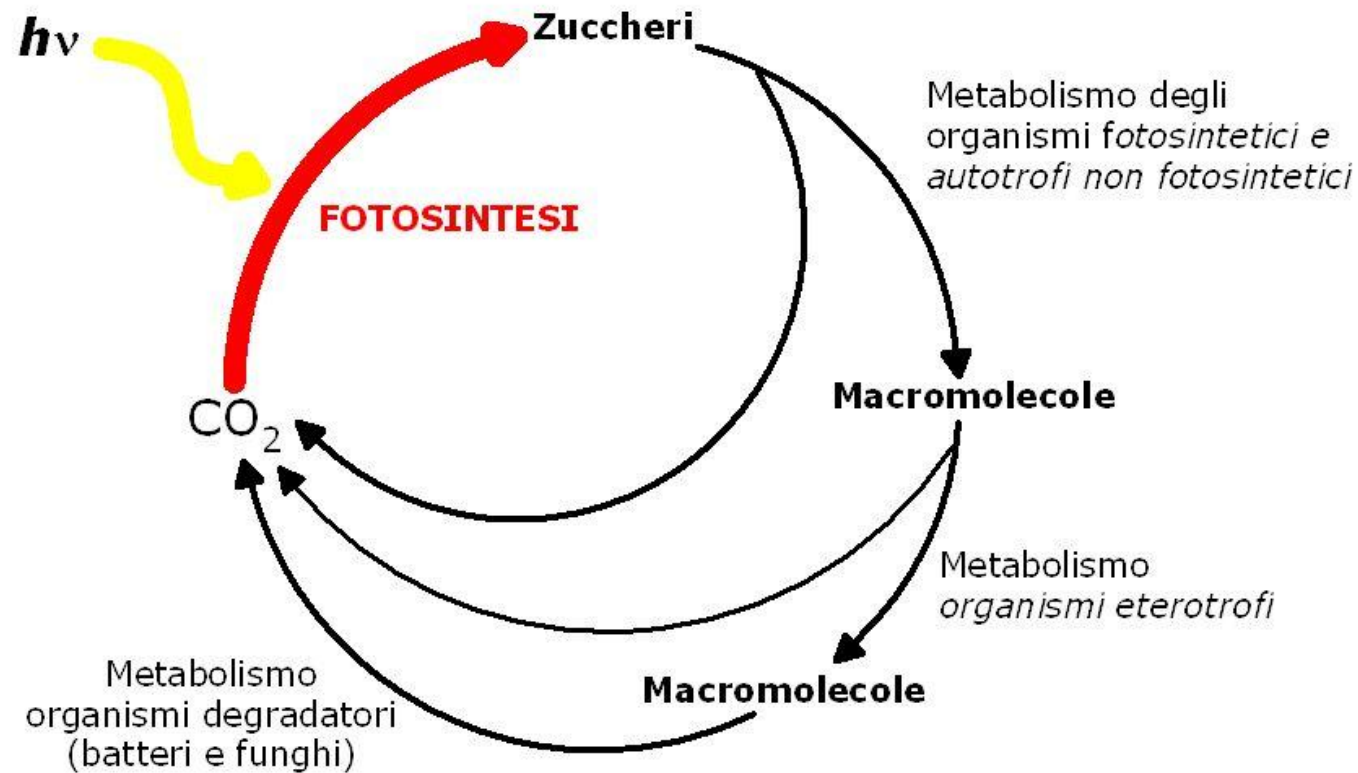 hν
Zuccheri
Metabolismo degli
organismi fotosintetici e
autotrofi non fotosintetici
FOTOSINTESI
Macromolecole
CO₂
Metabolismo
organismi eterotrofi
Macromolecole
Metabolismo
organismi degradatori
(batteri e funghi)